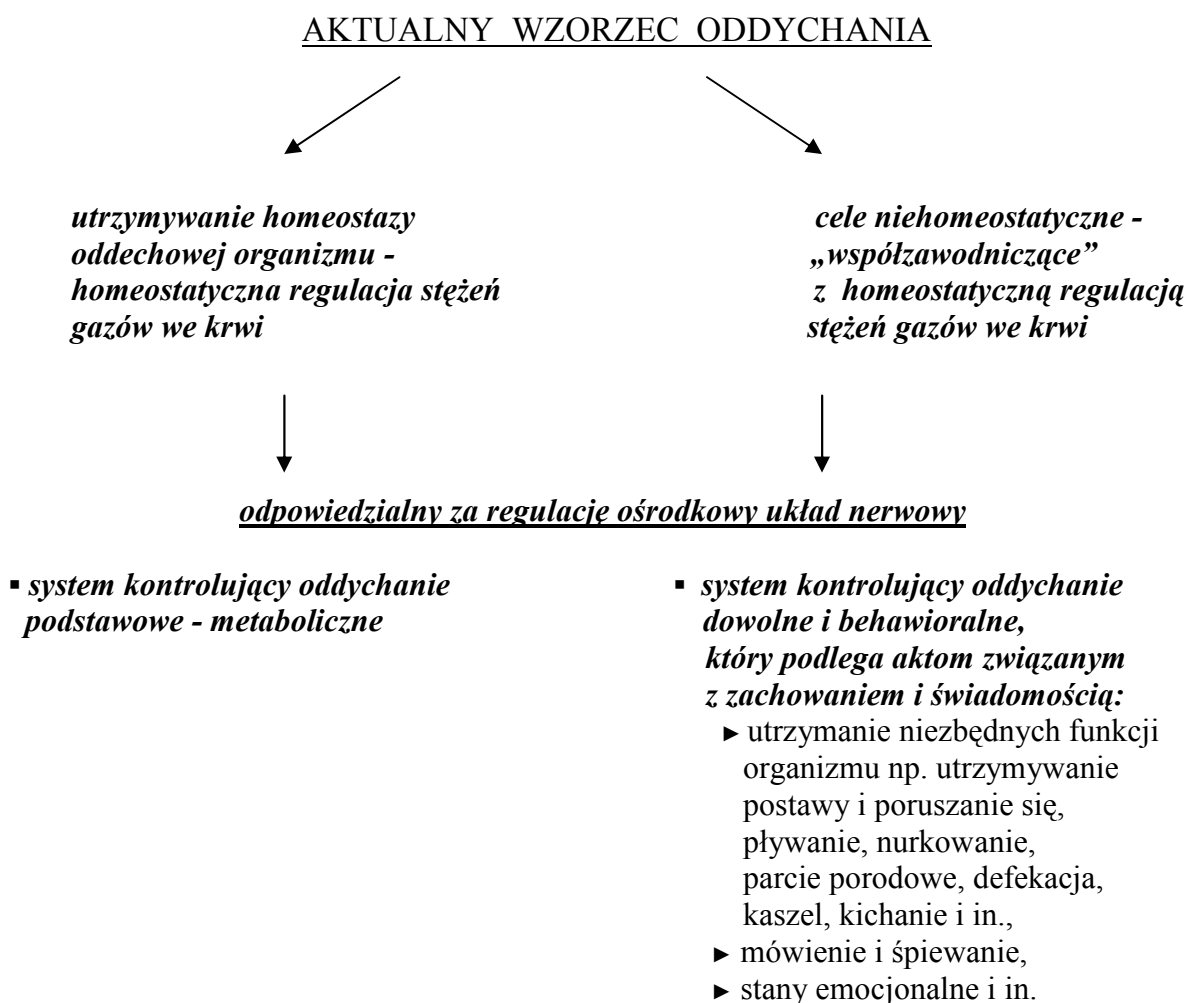 AKTUALNY WZORZEC ODDYCHANIA
utrzymywanie homeostazy
oddechowej organizmu -
homeostatyczna regulacja stężeń
gazów we krwi
cele niehomeostatyczne -
„współzawodniczące”
z homeostatyczną regulacją
stężeń gazów we krwi
odpowiedzialny za regulację ośrodkowy układ nerwowy
▪ system kontrolujący oddychanie
podstawowe - metaboliczne
▪ system kontrolujący oddychanie
dowolne i behawioralne,
który podlega aktom związanym
z zachowaniem i świadomością:
► utrzymanie niezbędnych funkcji
organizmu np. utrzymywanie
postawy i poruszanie się,
pływanie, nurkowanie,
parcie porodowe, defekacja,
kaszel, kichanie i in.,
► mówienie i śpiewanie,
► stany emocjonalne i in.